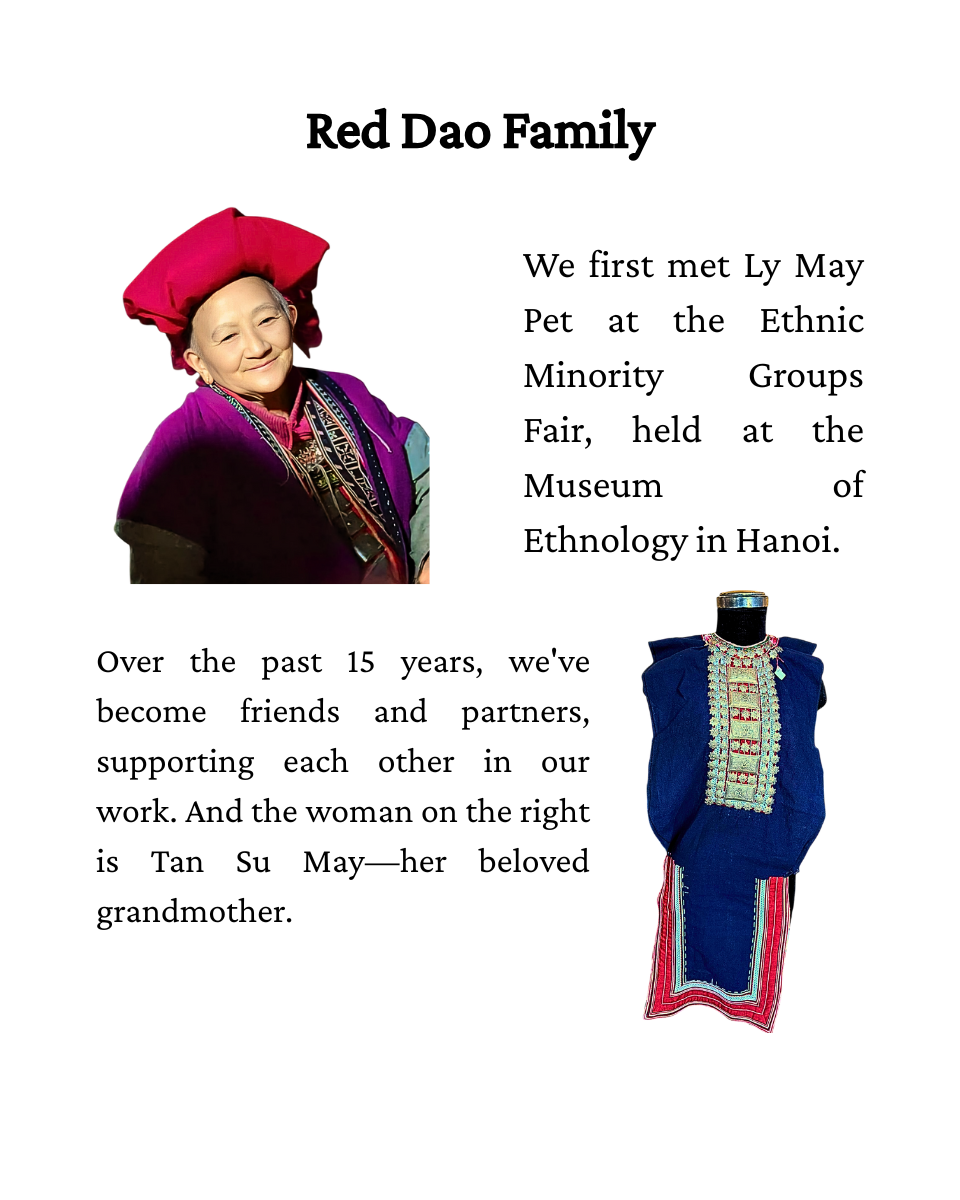 Red Dao Family
We first met Ly May
Pet at the Ethnic
Minority Groups
Fair, held at the
Museum of
Ethnology in Hanoi.
Over the past 15 years, we've
become friends and partners,
supporting each other in our
work. And the woman on the right
is Tan Su May—her beloved
grandmother.